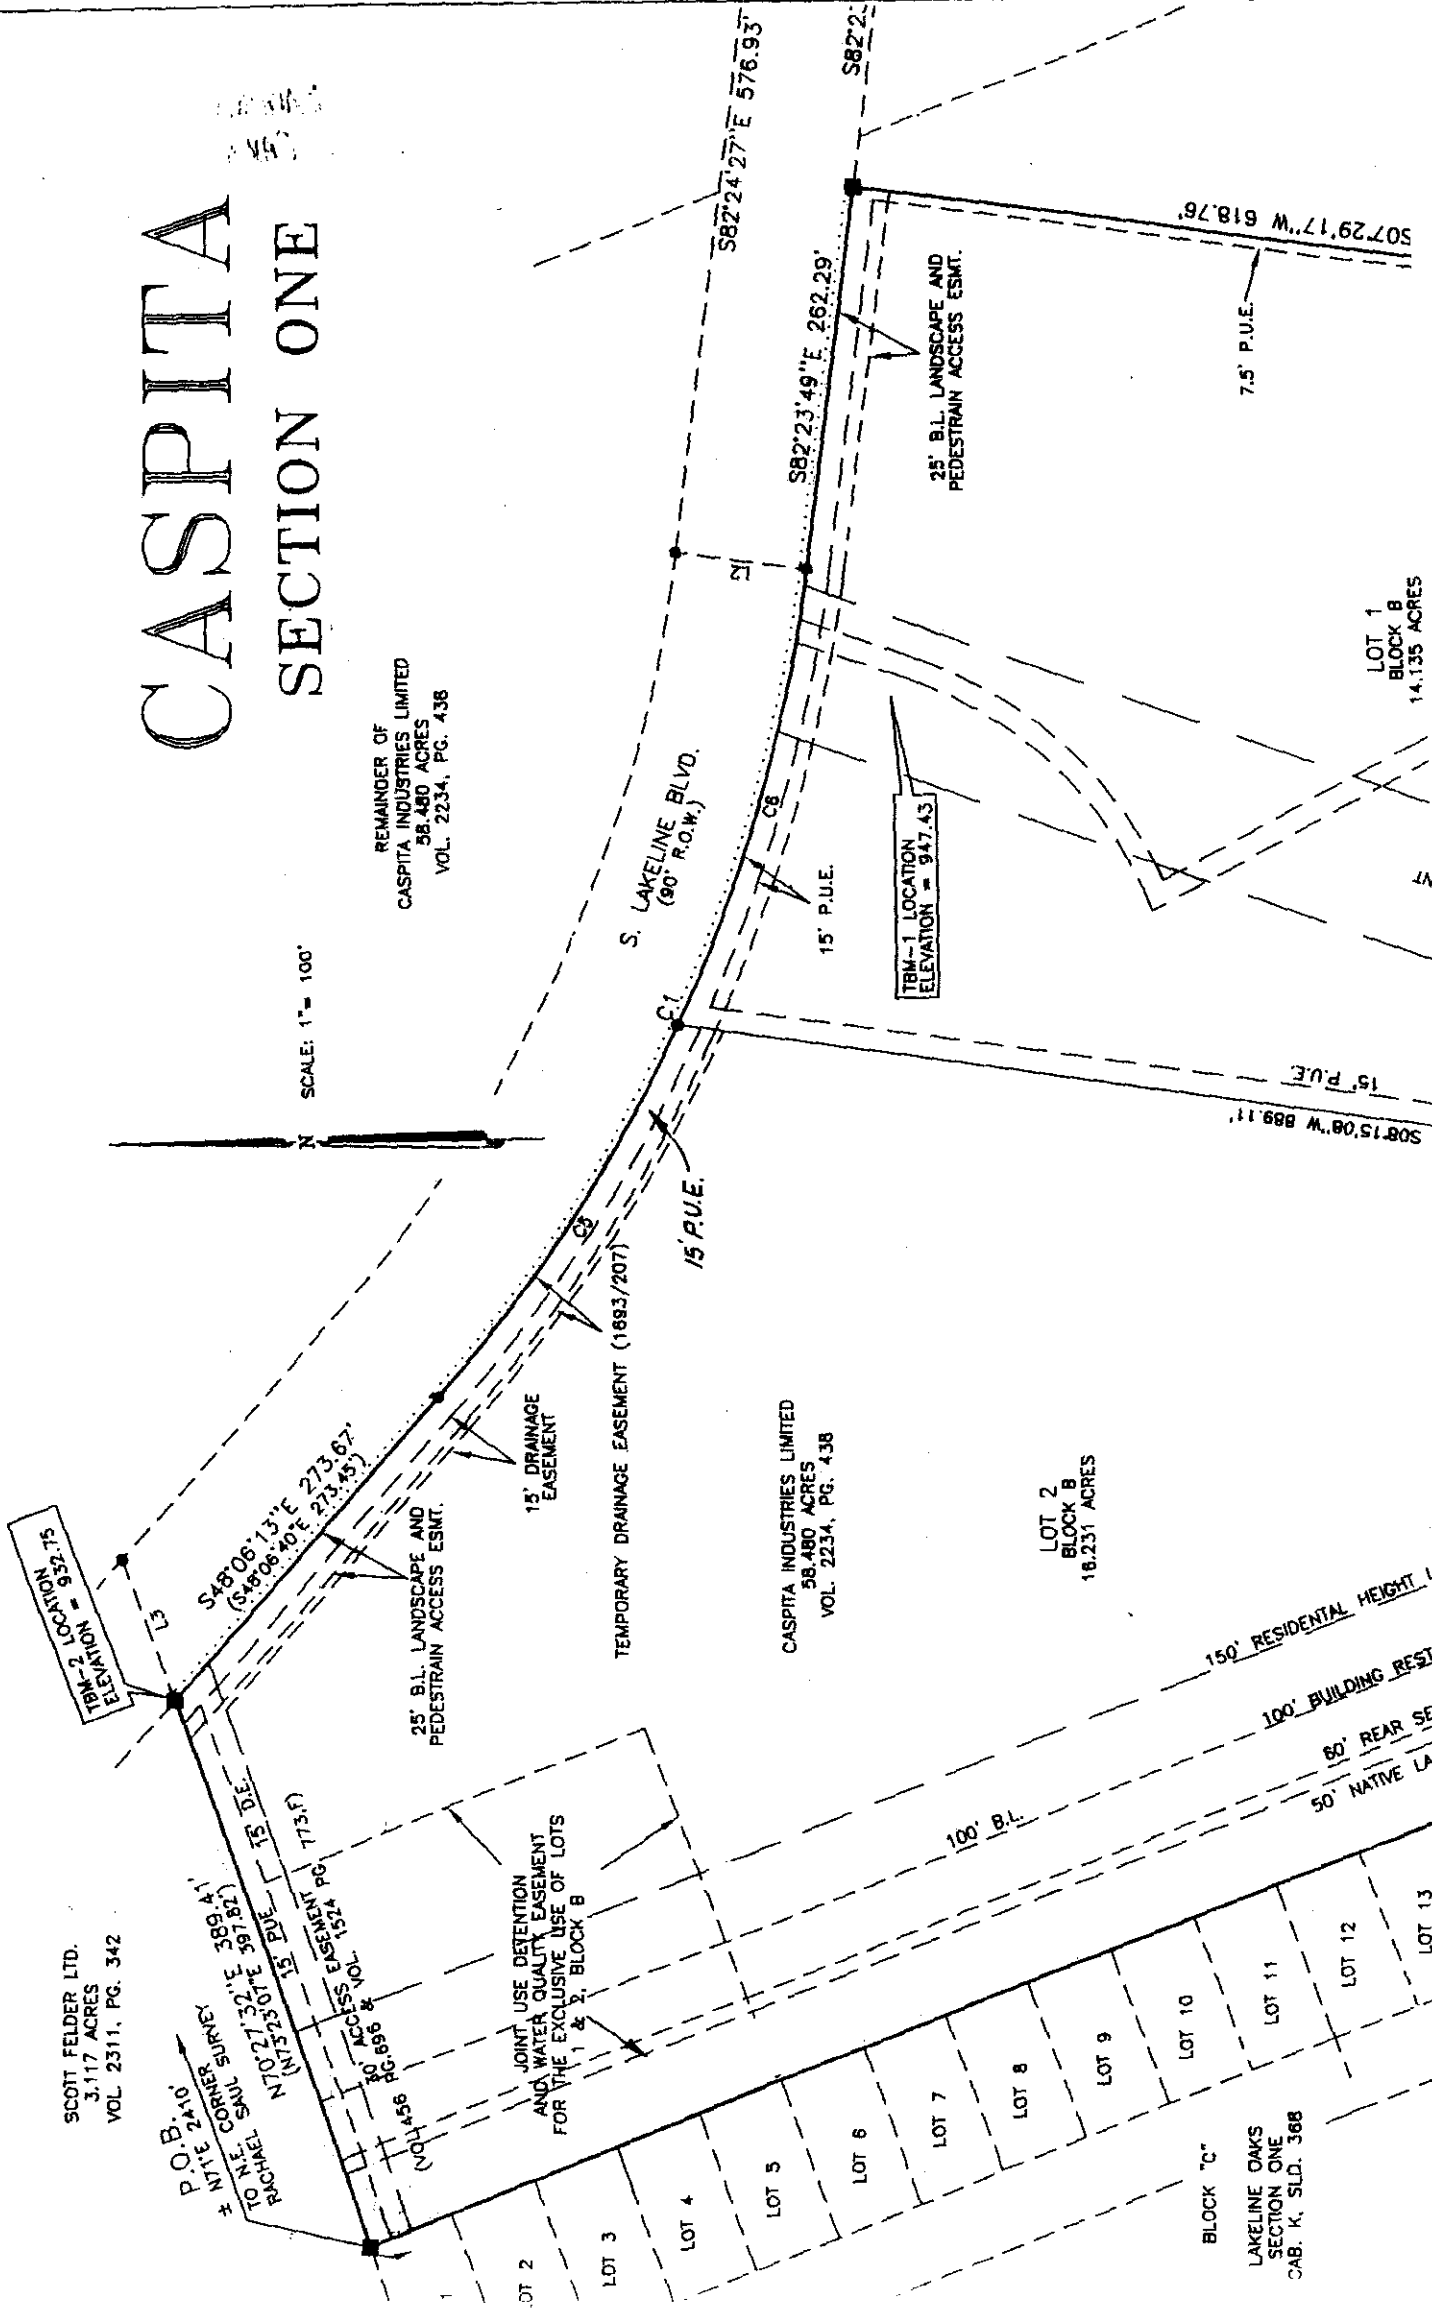 CASPITA
SECTION ONE
SCALE: 1"= 100'
N
REMAINDER OF
CASPITA INDUSTRIES LIMITED
58.480 ACRES
VOL. 2234, PG. 438
S82°24'27"E 576.93'
S82°2
S. LAKELINE BLVD.
(90' R.O.W.)
S82°23'49"E 262.29'
25' B.L. LANDSCAPE AND
PEDESTRAIN ACCESS ESMT.
S07°29'17"W 618.76'
7.5' P.U.E.
C1
C6
15' P.U.E.
TBM-1 LOCATION
ELEVATION = 947.43
LOT 1
BLOCK B
14.135 ACRES
15' P.U.E.
S08°15'08"W 889.11'
TBM-2 LOCATION
ELEVATION = 932.75
L3
S48°06'13"E 273.67'
(S48°06'40"E 273.45')
C5
15' P.U.E.
TEMPORARY DRAINAGE EASEMENT (1693/207)
15' DRAINAGE
EASEMENT
25' B.L. LANDSCAPE AND
PEDESTRAIN ACCESS ESMT.
CASPITA INDUSTRIES LIMITED
58.480 ACRES
VOL. 2234, PG. 438
LOT 2
BLOCK B
16.231 ACRES
SCOTT FELDER LTD.
3.117 ACRES
VOL. 2311, PG. 342
P.O.B.
± N71°E 2410'
TO N.E. CORNER
RACHAEL SAUL SURVEY
N70°27'32"E 389.41'
(N73°23'07"E 397.82')
15' PUE
15' D.E.
30' ACCESS EASEMENT
(VOL. 456 PG. 696 & VOL. 1524 PG. 773,F)
JOINT USE DETENTION
AND WATER QUALITY EASEMENT
FOR THE EXCLUSIVE USE OF LOTS
1 & 2, BLOCK B
150' RESIDENTAL HEIGHT
100' BUILDING REST
60' REAR SE
50' NATIVE LA
100' B.L.
1
OT 2
LOT 3
LOT 4
LOT 5
LOT 6
LOT 7
LOT 8
LOT 9
LOT 10
LOT 11
LOT 12
LOT 13
BLOCK "C"
LAKELINE OAKS
SECTION ONE
CAB. K, SLD. 368